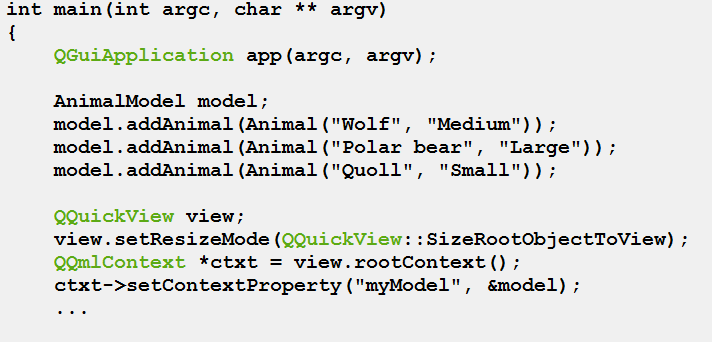 int main(int argc, char ** argv)
{
    QGuiApplication app(argc, argv);

    AnimalModel model;
    model.addAnimal(Animal("Wolf", "Medium"));
    model.addAnimal(Animal("Polar bear", "Large"));
    model.addAnimal(Animal("Quoll", "Small"));

    QQuickView view;
    view.setResizeMode(QQuickView::SizeRootObjectToView);
    QQmlContext *ctxt = view.rootContext();
    ctxt->setContextProperty("myModel", &model);
    ...